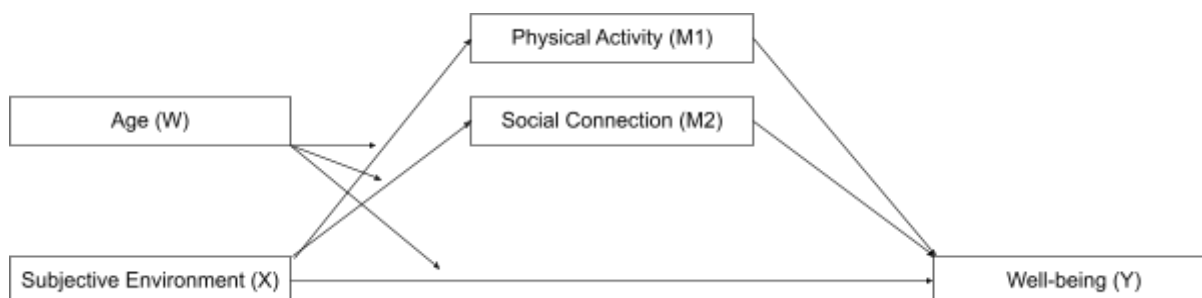 Physical Activity (M1)
Age (W)
Social Connection (M2)
Subjective Environment (X)
Well-being (Y)